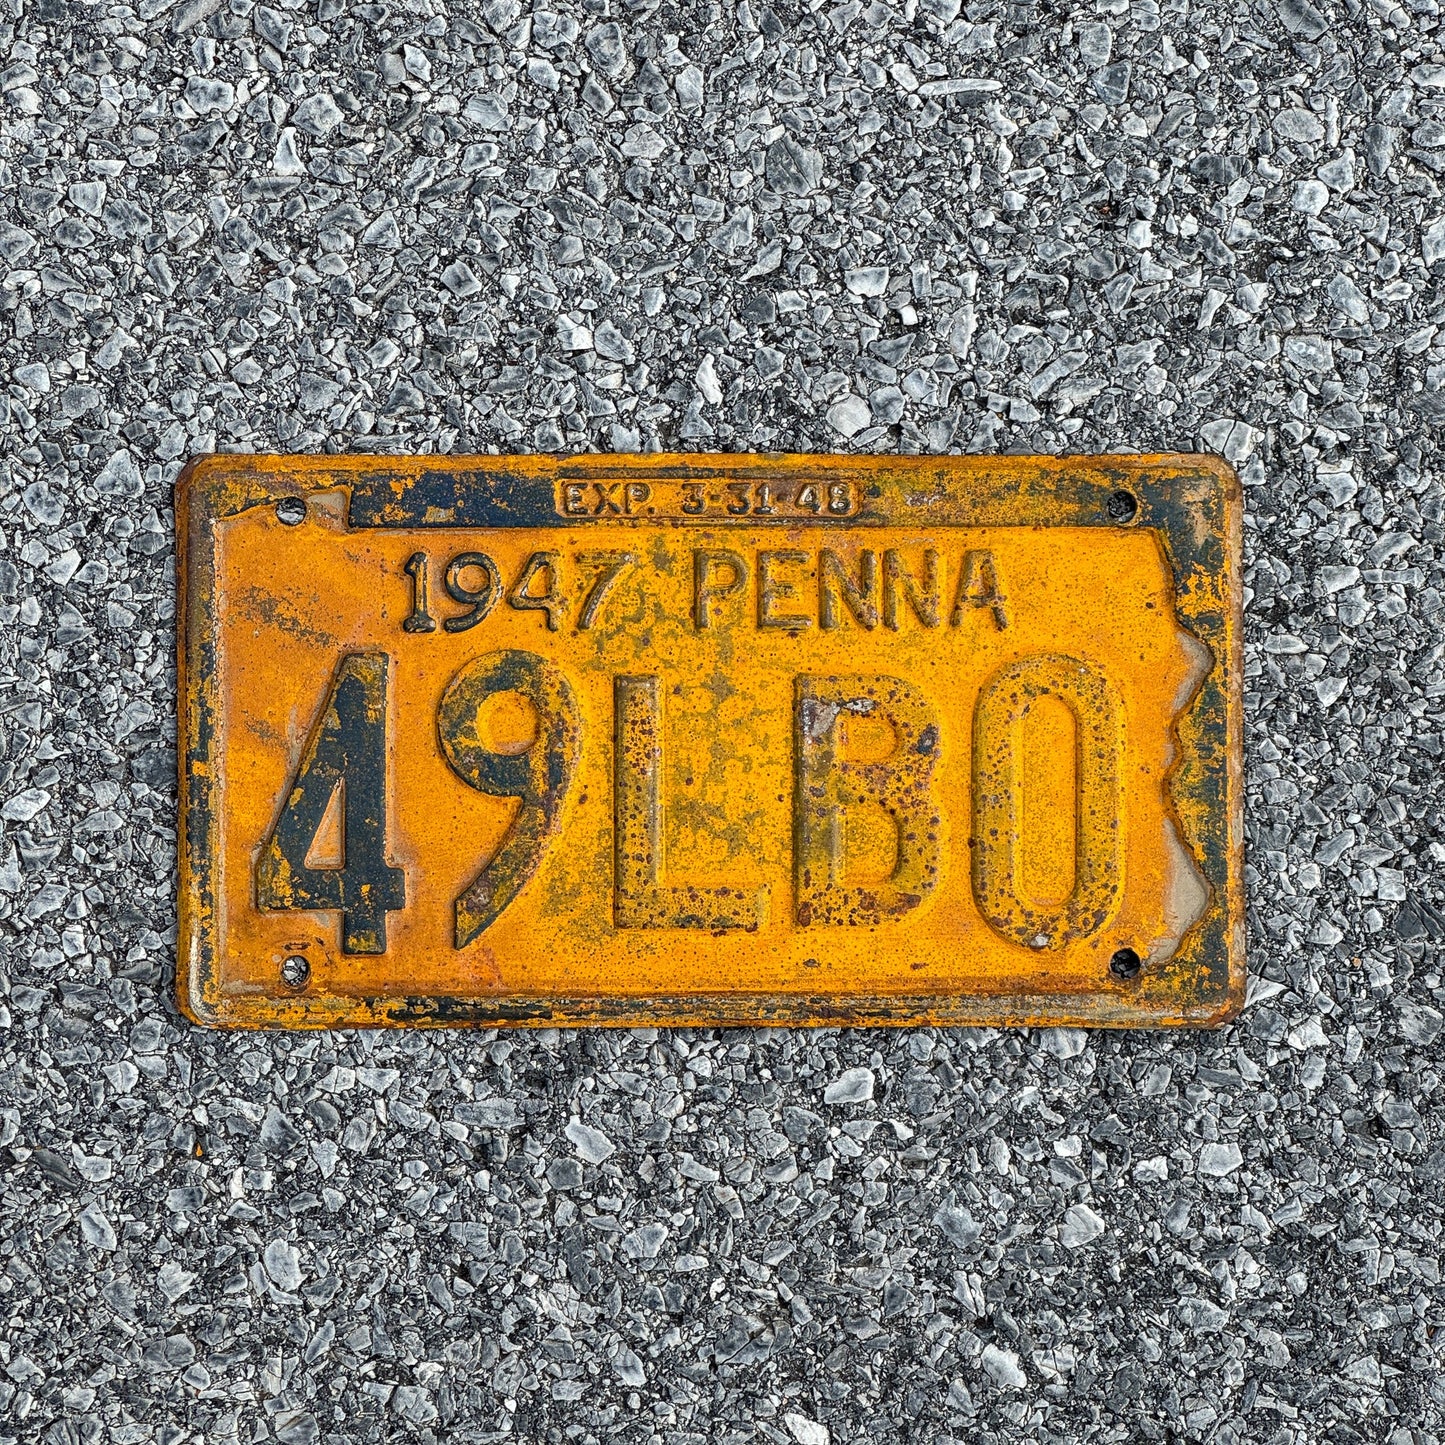 EXP. 3-31-48
1947 PENNA
49LB0